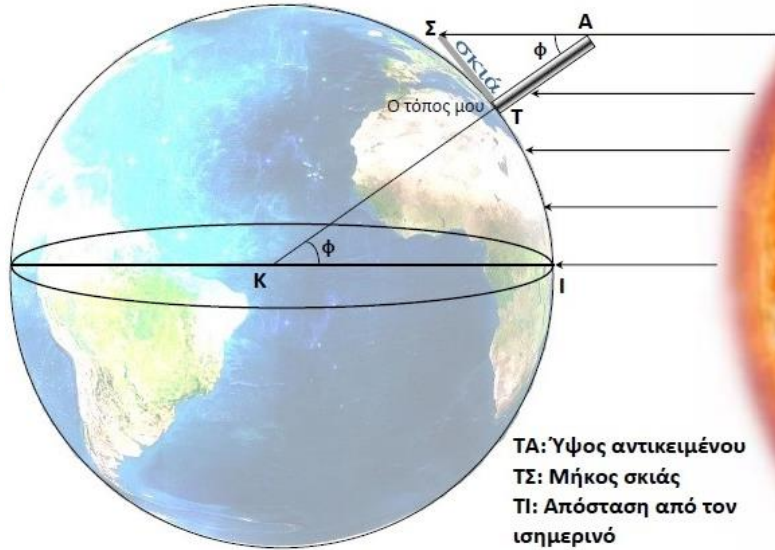 Σ
Α
φ
σκιά
Ο τόπος μου
Τ
φ
Κ
Ι
ΤΑ: Ύψος αντικειμένου
ΤΣ: Μήκος σκιάς
ΤΙ: Απόσταση από τον
ισημερινό